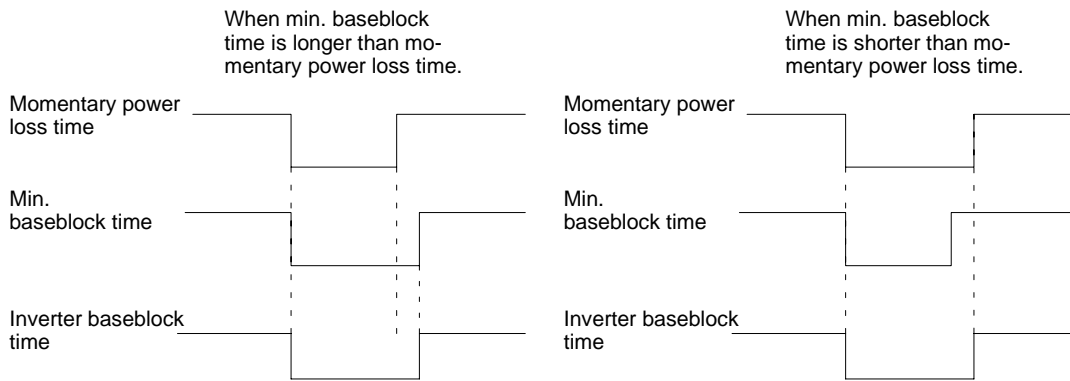 When min. baseblock
time is longer than mo-
mentary power loss time.
Momentary power
loss time
Min.
baseblock time
Inverter baseblock
time
When min. baseblock
time is shorter than mo-
mentary power loss time.
Momentary power
loss time
Min.
baseblock time
Inverter baseblock
time